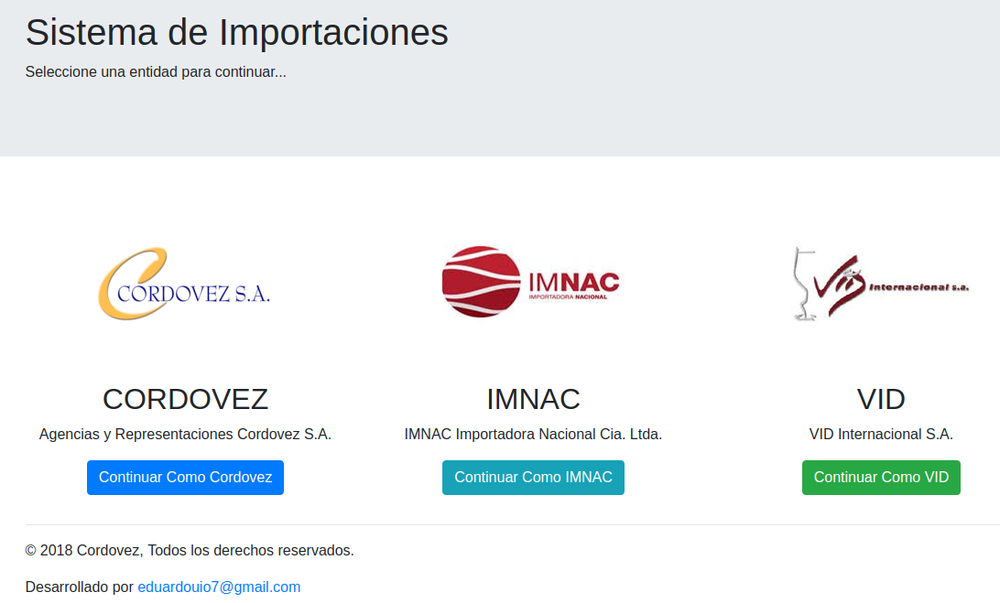 Sistema de Importaciones
Seleccione una entidad para continuar...
CORDOVEZ S.A.
IMNAC
IMPORTADORA NACIONAL
VID Internacional s.a.
CORDOVEZ
IMNAC
VID
Agencias y Representaciones Cordovez S.A.
IMNAC Importadora Nacional Cia. Ltda.
VID Internacional S.A.
Continuar Como Cordovez
Continuar Como IMNAC
Continuar Como VID
© 2018 Cordovez, Todos los derechos reservados.
Desarrollado por eduardouio7@gmail.com